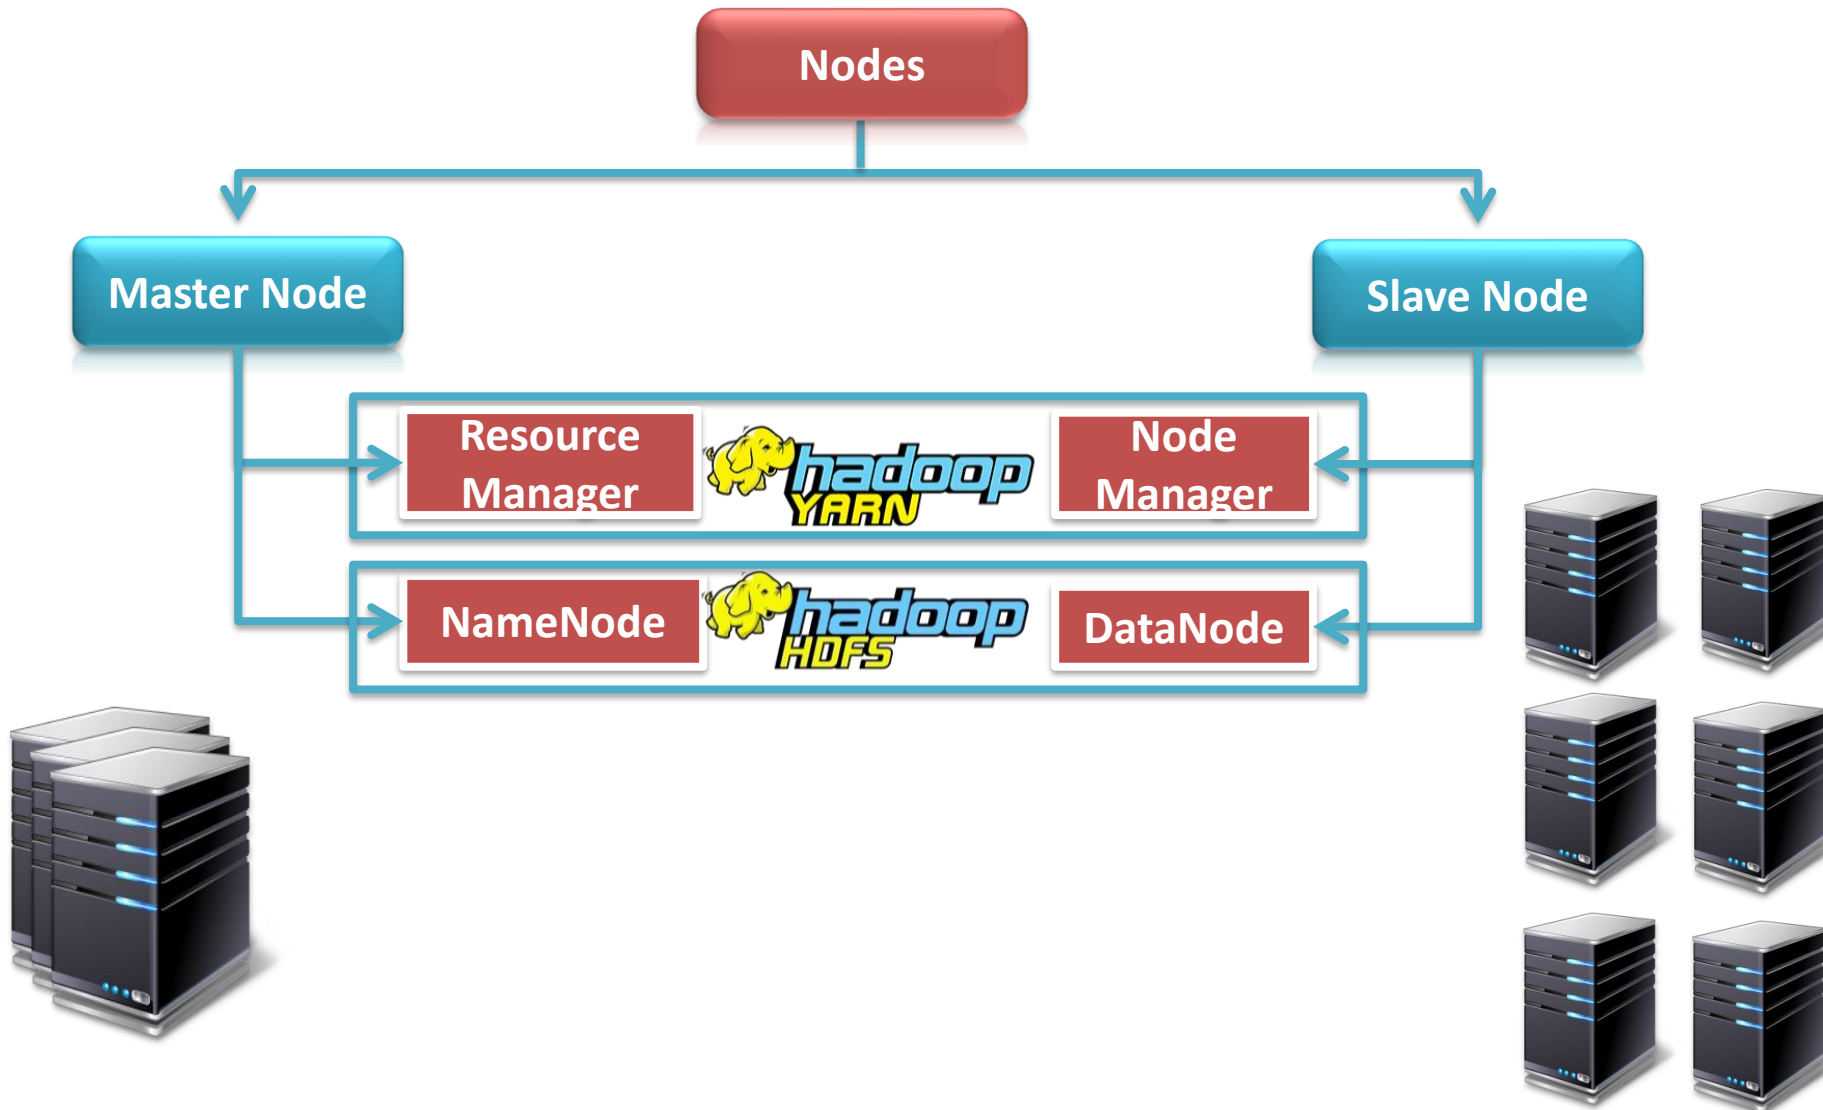 Nodes
Master Node
Slave Node
Resource
Manager
hadoop
YARN
Node
Manager
NameNode
hadoop
HDFS
DataNode